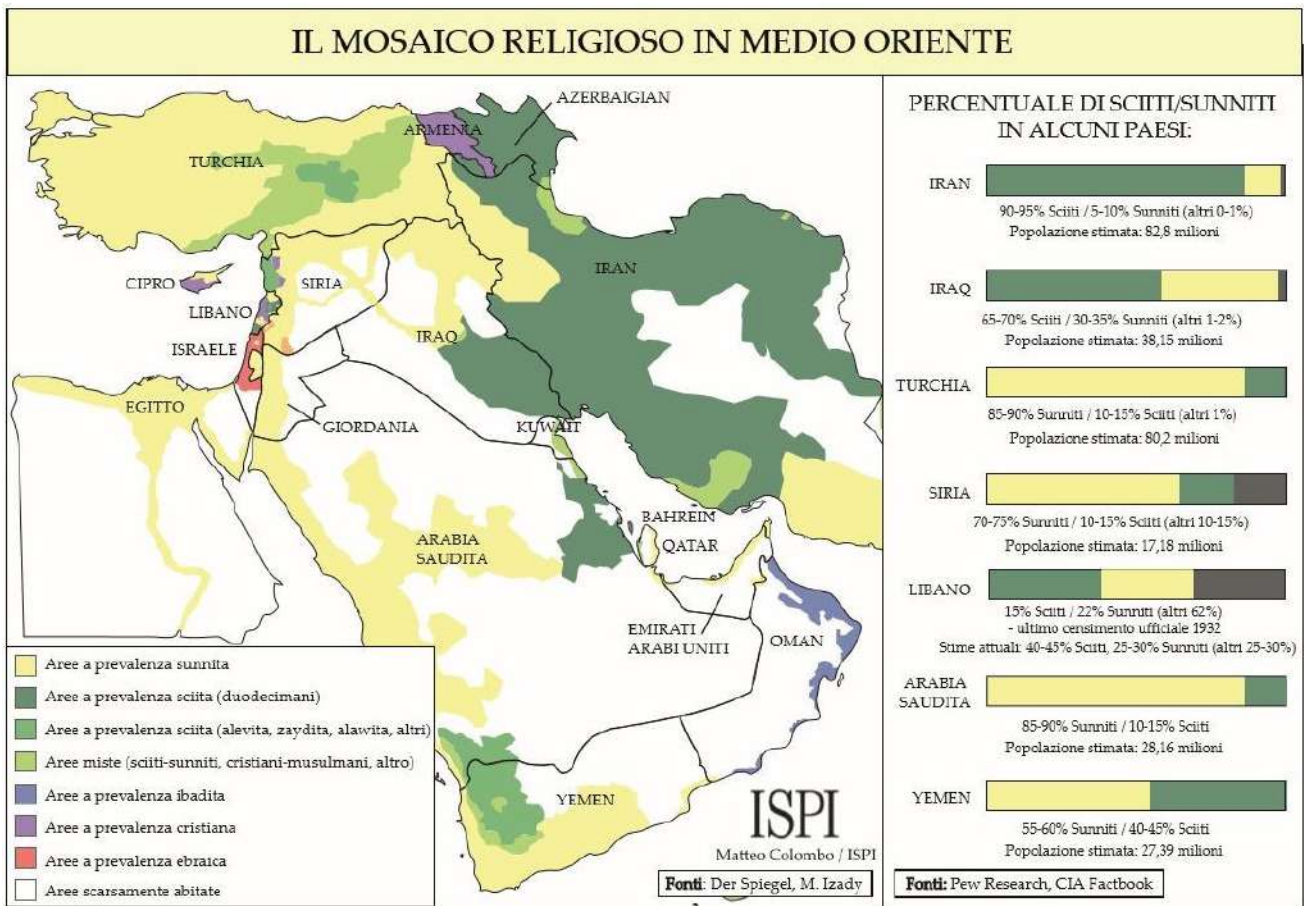 IL MOSAICO RELIGIOSO IN MEDIO ORIENTE
AZERBAIGIAN
ARMENIA
TURCHIA
CIPRO
SIRIA
IRAN
LIBANO
ISRAELE
IRAQ
EGITTO
GIORDANIA
KUWAIT
BAHREIN
QATAR
ARABIA
SAUDITA
EMIRATI
ARABI UNITI
OMAN
YEMEN
Aree a prevalenza sunnita
Aree a prevalenza sciita (duodecimani)
Aree a prevalenza sciita (alevita, zaydita, alawita, altri)
Aree miste (sciiti-sunniti, cristiani-musulmani, altro)
Aree a prevalenza ibadita
Aree a prevalenza cristiana
Aree a prevalenza ebraica
Aree scarsamente abitate
ISPI
Matteo Colombo / ISPI
Fonti: Der Spiegel, M. Izady
PERCENTUALE DI SCIITI/SUNNITI
IN ALCUNI PAESI:
IRAN
90-95% Sciiti / 5-10% Sunniti (altri 0-1%)
Popolazione stimata: 82,8 milioni
IRAQ
65-70% Sciiti / 30-35% Sunniti (altri 1-2%)
Popolazione stimata: 38,15 milioni
TURCHIA
85-90% Sunniti / 10-15% Sciiti (altri 1%)
Popolazione stimata: 80,2 milioni
SIRIA
70-75% Sunniti / 10-15% Sciiti (altri 10-15%)
Popolazione stimata: 17,18 milioni
LIBANO
15% Sciiti / 22% Sunniti (altri 62%)
- ultimo censimento ufficiale 1932
Stime attuali: 40-45% Sciiti, 25-30% Sunniti (altri 25-30%)
ARABIA
SAUDITA
85-90% Sunniti / 10-15% Sciiti
Popolazione stimata: 28,16 milioni
YEMEN
55-60% Sunniti / 40-45% Sciiti
Popolazione stimata: 27,39 milioni
Fonti: Pew Research, CIA Factbook